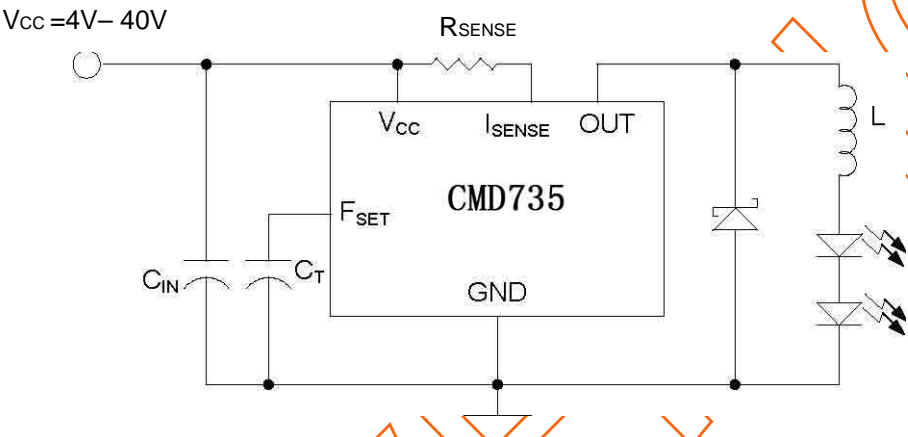 Vcc =4V– 40V
RSENSE
VCC ISENSE OUT
L
CMD735
FSET
CIN
CT
GND